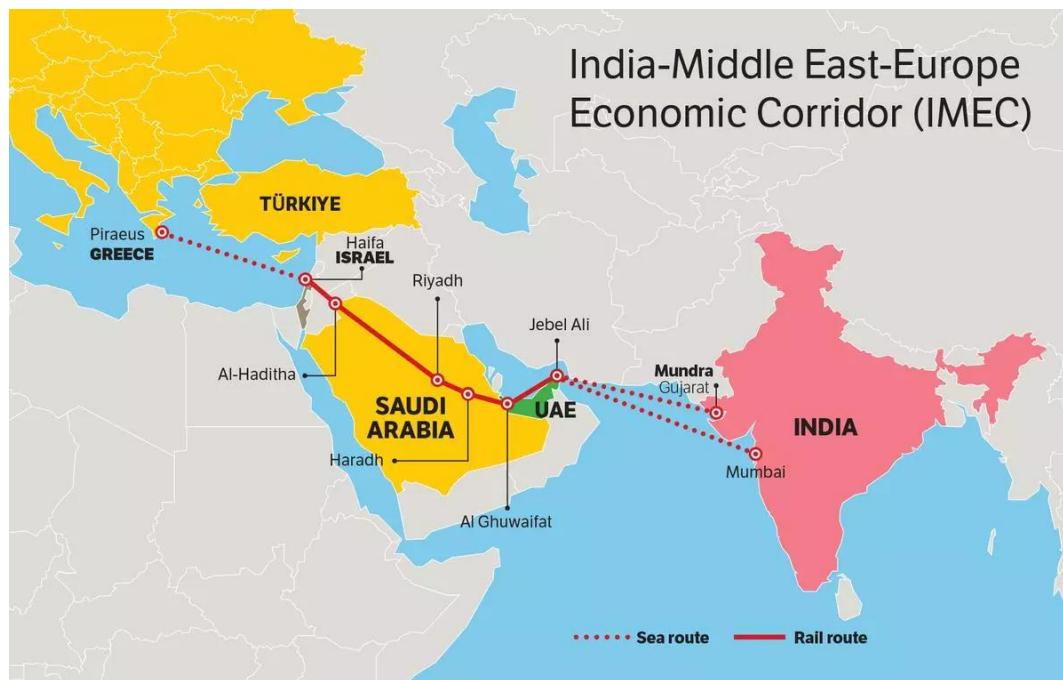 India-Middle East-Europe
Economic Corridor (IMEC)
TÜRKIYE
Piraeus
GREECE
Haifa
ISRAEL
Riyadh
Jebel Ali
Al-Haditha
Mundra
Gujarat
SAUDI
ARABIA
UAE
INDIA
Haradh
Mumbai
Al Ghuwaifat
Sea route
Rail route